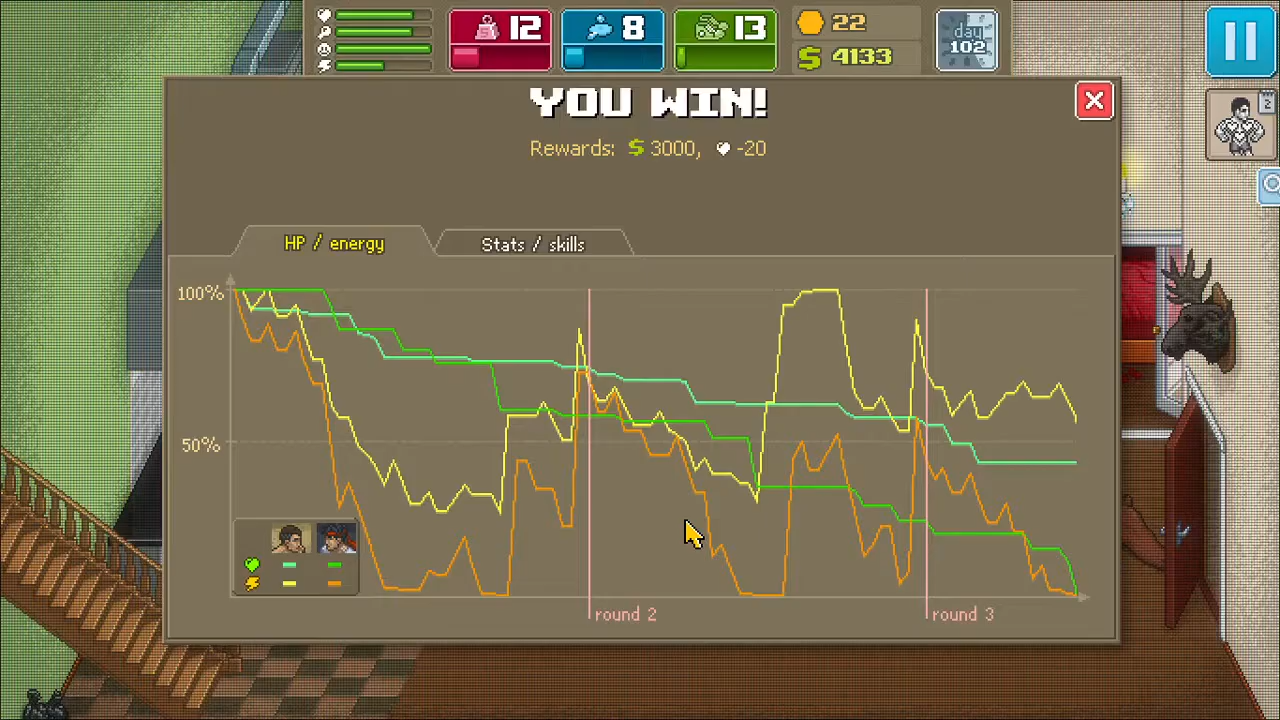 12
8
13
22
$ 4133
day
102
2
YOU WIN!
Rewards: $ 3000, -20
HP / energy
Stats / skills
100%
50%
round 2
round 3